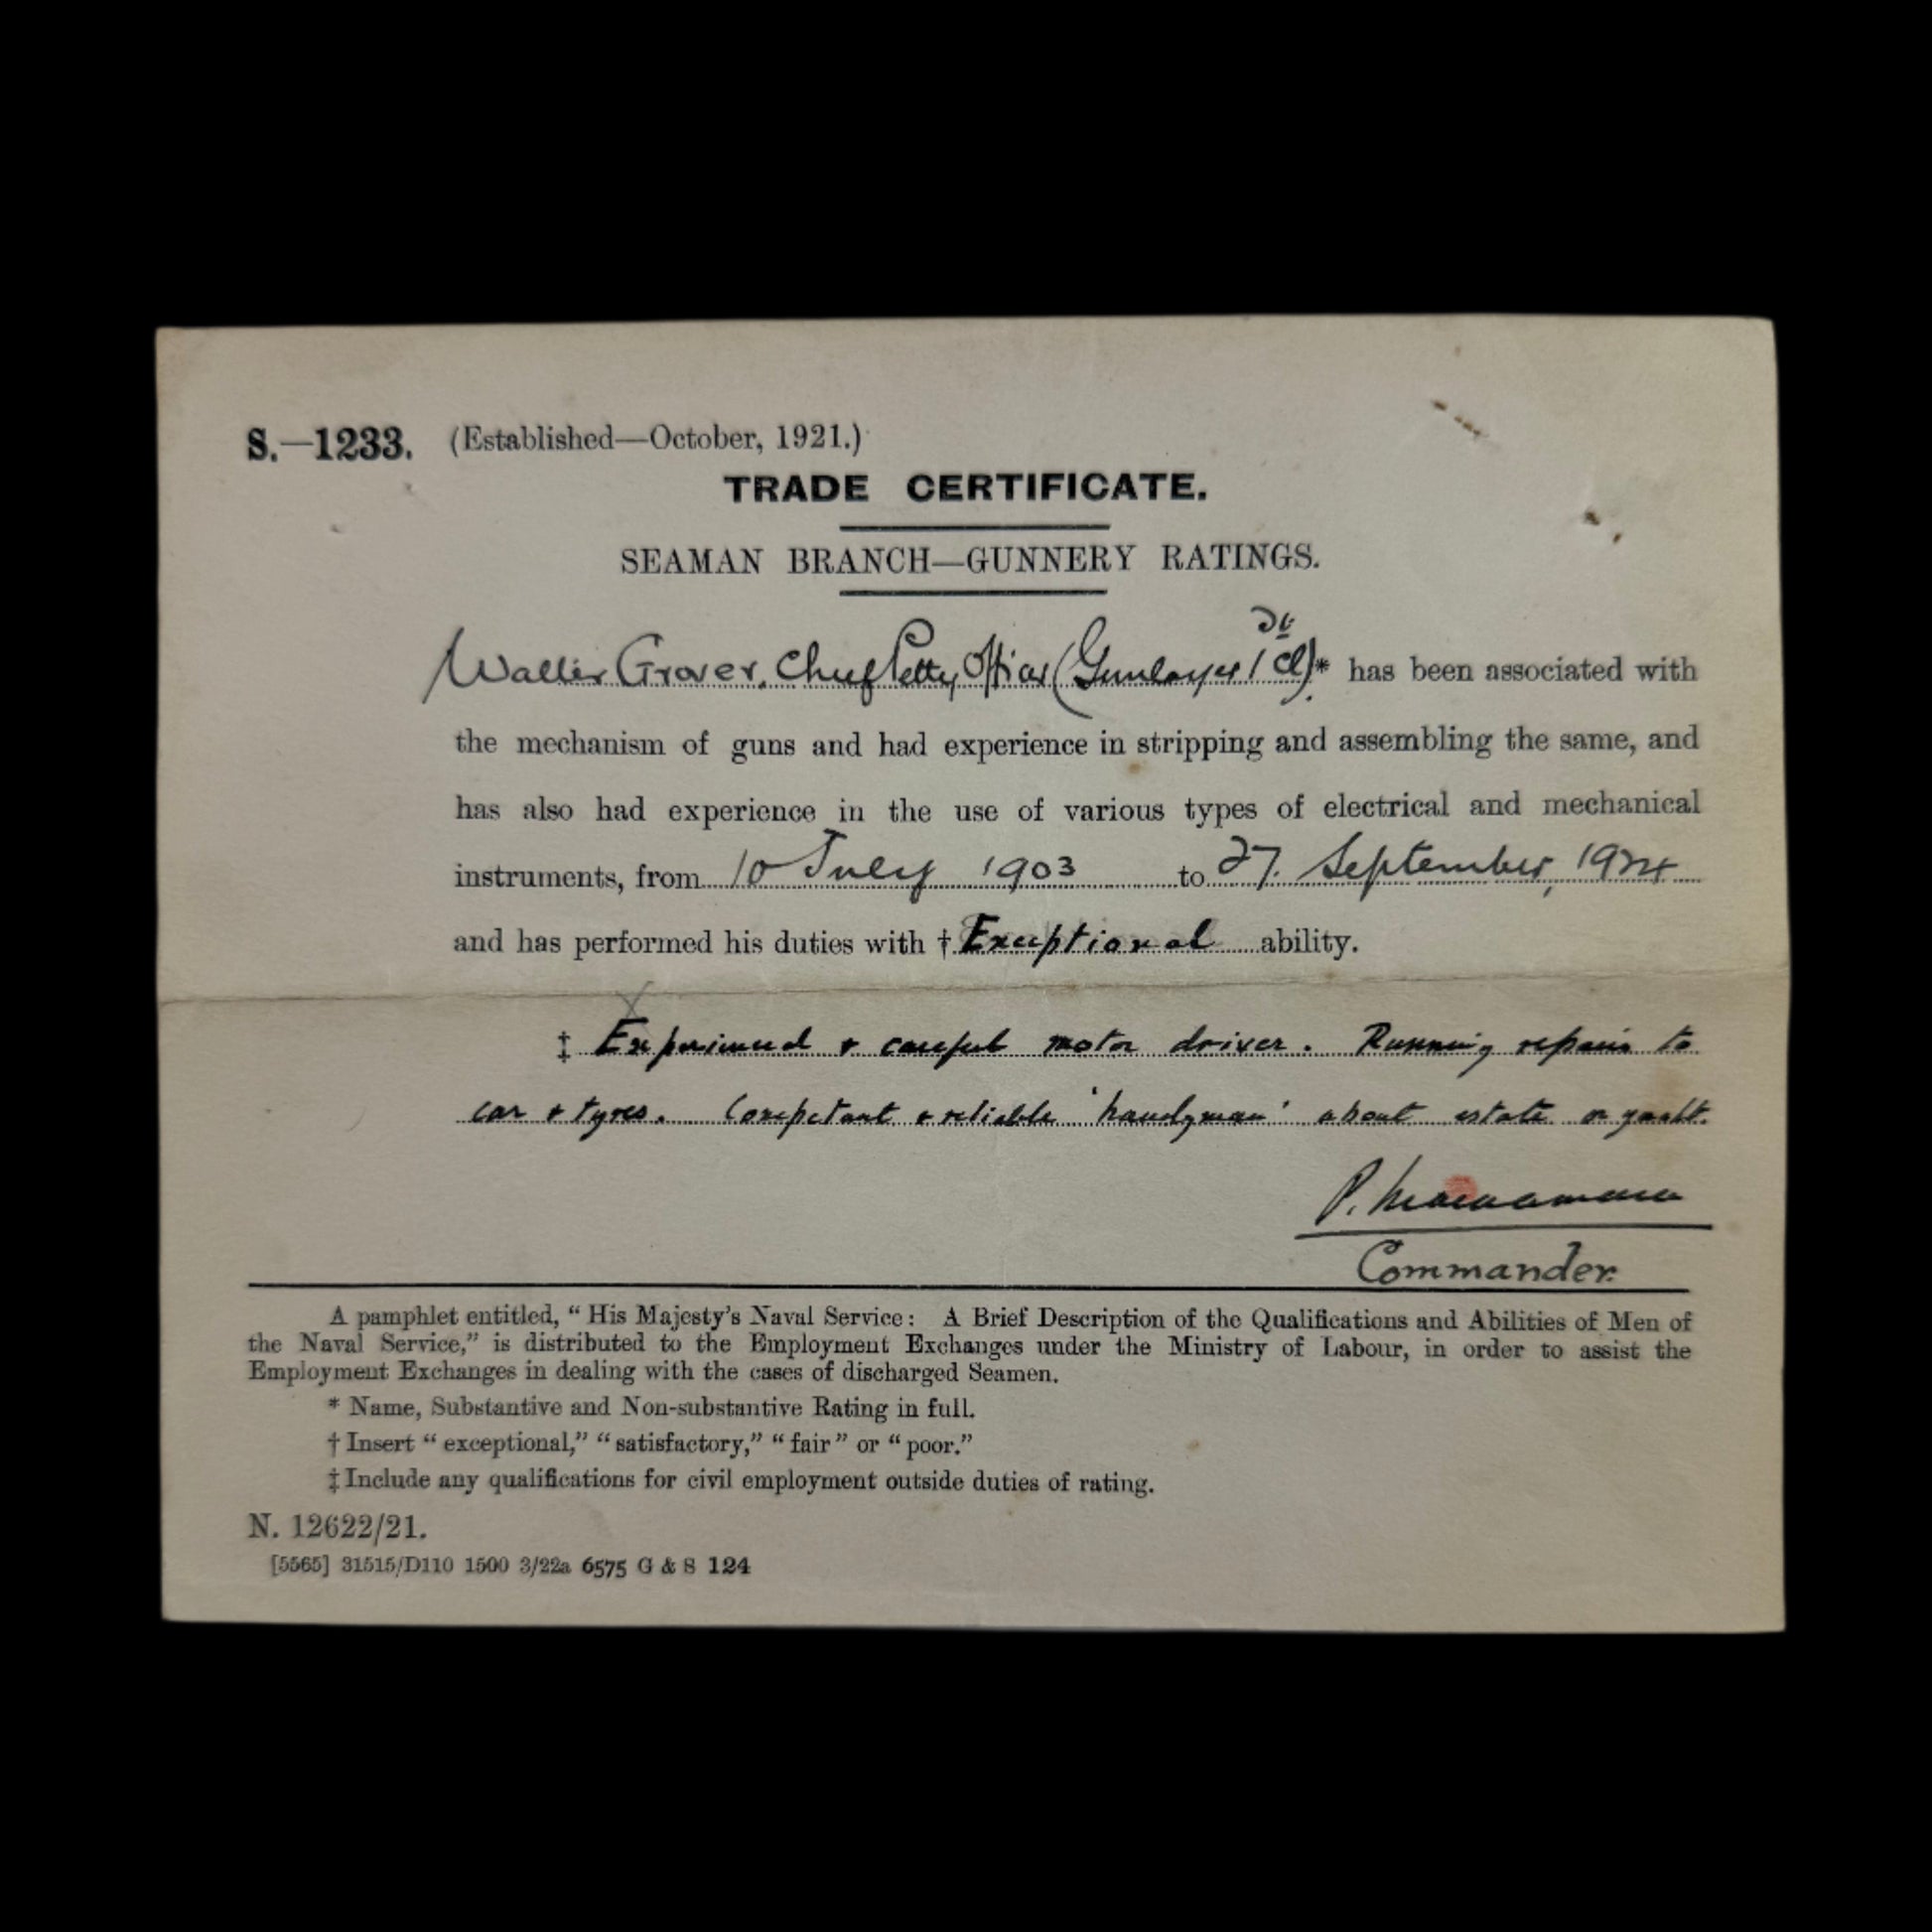 S.—1233. (Established—October, 1921.)
TRADE CERTIFICATE.
SEAMAN BRANCH—GUNNERY RATINGS.
Walter Grover, Chief Petty Officer (Gunlayer 1 Cl)* has been associated with
the mechanism of guns and had experience in stripping and assembling the same, and
has also had experience in the use of various types of electrical and mechanical
instruments, from 10 July 1903 to 27. September, 1924
and has performed his duties with † Exceptional ability.
‡ Experienced & careful motor driver. Running repairs to
car & tyres. Competant & reliable 'handyman' about estate or yacht.
P. Macnamara
Commander.
A pamphlet entitled, “ His Majesty’s Naval Service : A Brief Description of the Qualifications and Abilities of Men of
the Naval Service,” is distributed to the Employment Exchanges under the Ministry of Labour, in order to assist the
Employment Exchanges in dealing with the cases of discharged Seamen.
* Name, Substantive and Non-substantive Rating in full.
† Insert “ exceptional,” “ satisfactory,” “ fair ” or “ poor.”
‡ Include any qualifications for civil employment outside duties of rating.
N. 12622/21.
[5565] 31515/D110 1500 3/22a 6575 G & S 124